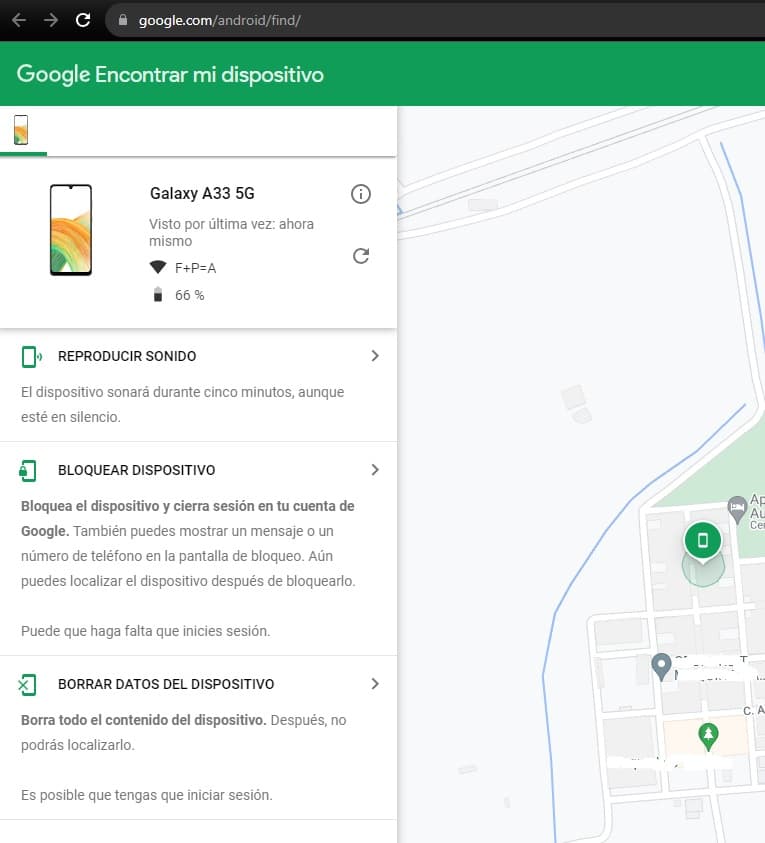 google.com/android/find/
Google Encontrar mi dispositivo
Galaxy A33 5G
Visto por última vez: ahora
mismo
F+P=A
66 %
REPRODUCIR SONIDO
El dispositivo sonará durante cinco minutos, aunque
esté en silencio.
BLOQUEAR DISPOSITIVO
Bloquea el dispositivo y cierra sesión en tu cuenta de
Google. También puedes mostrar un mensaje o un
número de teléfono en la pantalla de bloqueo. Aún
puedes localizar el dispositivo después de bloquearlo.
Puede que haga falta que inicies sesión.
BORRAR DATOS DEL DISPOSITIVO
Borra todo el contenido del dispositivo. Después, no
podrás localizarlo.
Es posible que tengas que iniciar sesión.
Ap
Au
Cer
C. A